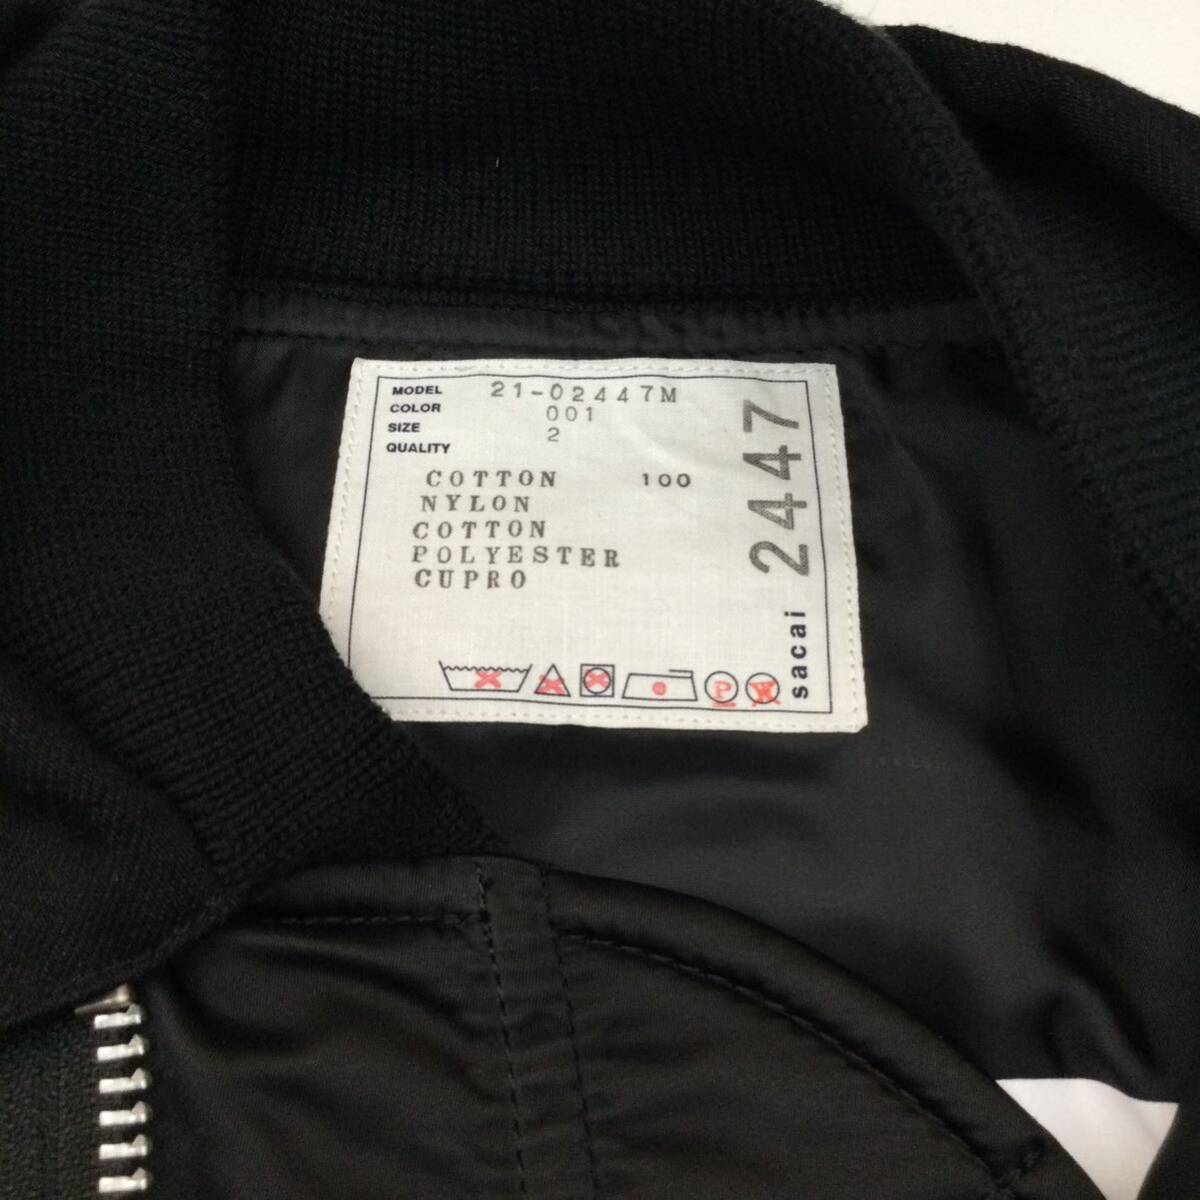 MODEL 21-02447M
COLOR 001
SIZE 2
QUALITY
COTTON 100
NYLON
COTTON
POLYESTER
CUPRO
P W
sacai 2447